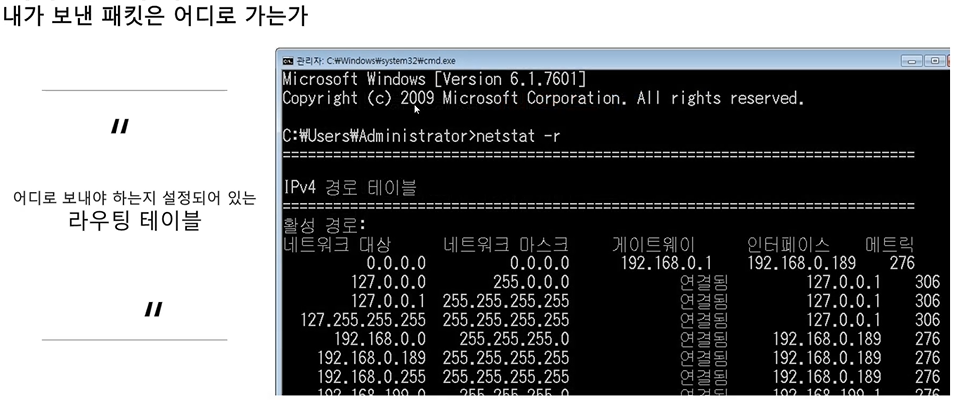 내가 보낸 패킷은 어디로 가는가
"
어디로 보내야 하는지 설정되어 있는
라우팅 테이블
"
관리자: C:₩Windows₩system32₩cmd.exe
Microsoft Windows [Version 6.1.7601]
Copyright (c) 2009 Microsoft Corporation. All rights reserved.
C:₩Users₩Administrator>netstat -r
===========================================================================
IPv4 경로 테이블
===========================================================================
활성 경로:
네트워크 대상 네트워크 마스크 게이트웨이 인터페이스 메트릭
0.0.0.0 0.0.0.0 192.168.0.1 192.168.0.189 276
127.0.0.0 255.0.0.0 연결됨 127.0.0.1 306
127.0.0.1 255.255.255.255 연결됨 127.0.0.1 306
127.255.255.255 255.255.255.255 연결됨 127.0.0.1 306
192.168.0.0 255.255.255.0 연결됨 192.168.0.189 276
192.168.0.189 255.255.255.255 연결됨 192.168.0.189 276
192.168.0.255 255.255.255.255 연결됨 192.168.0.189 276